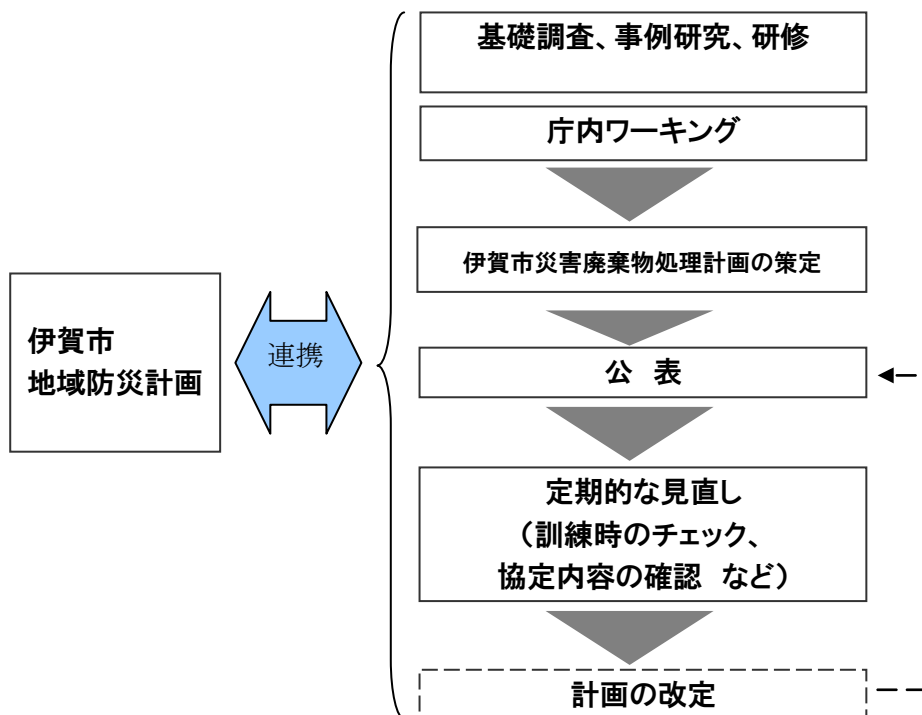 基礎調査、事例研究、研修
庁内ワーキング
伊賀市災害廃棄物処理計画の策定
伊賀市
地域防災計画
連携
公　表
定期的な見直し
（訓練時のチェック、
協定内容の確認　など）
計画の改定